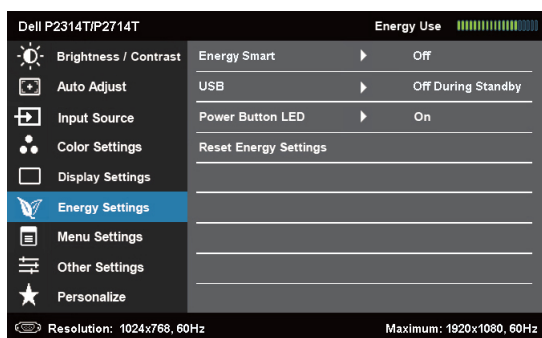 Dell P2314T/P2714T Energy Use
Brightness / Contrast Energy Smart Off
Auto Adjust USB Off During Standby
Input Source Power Button LED On
Color Settings Reset Energy Settings
Display Settings
Energy Settings
Menu Settings
Other Settings
Personalize
Resolution: 1024x768, 60Hz Maximum: 1920x1080, 60Hz